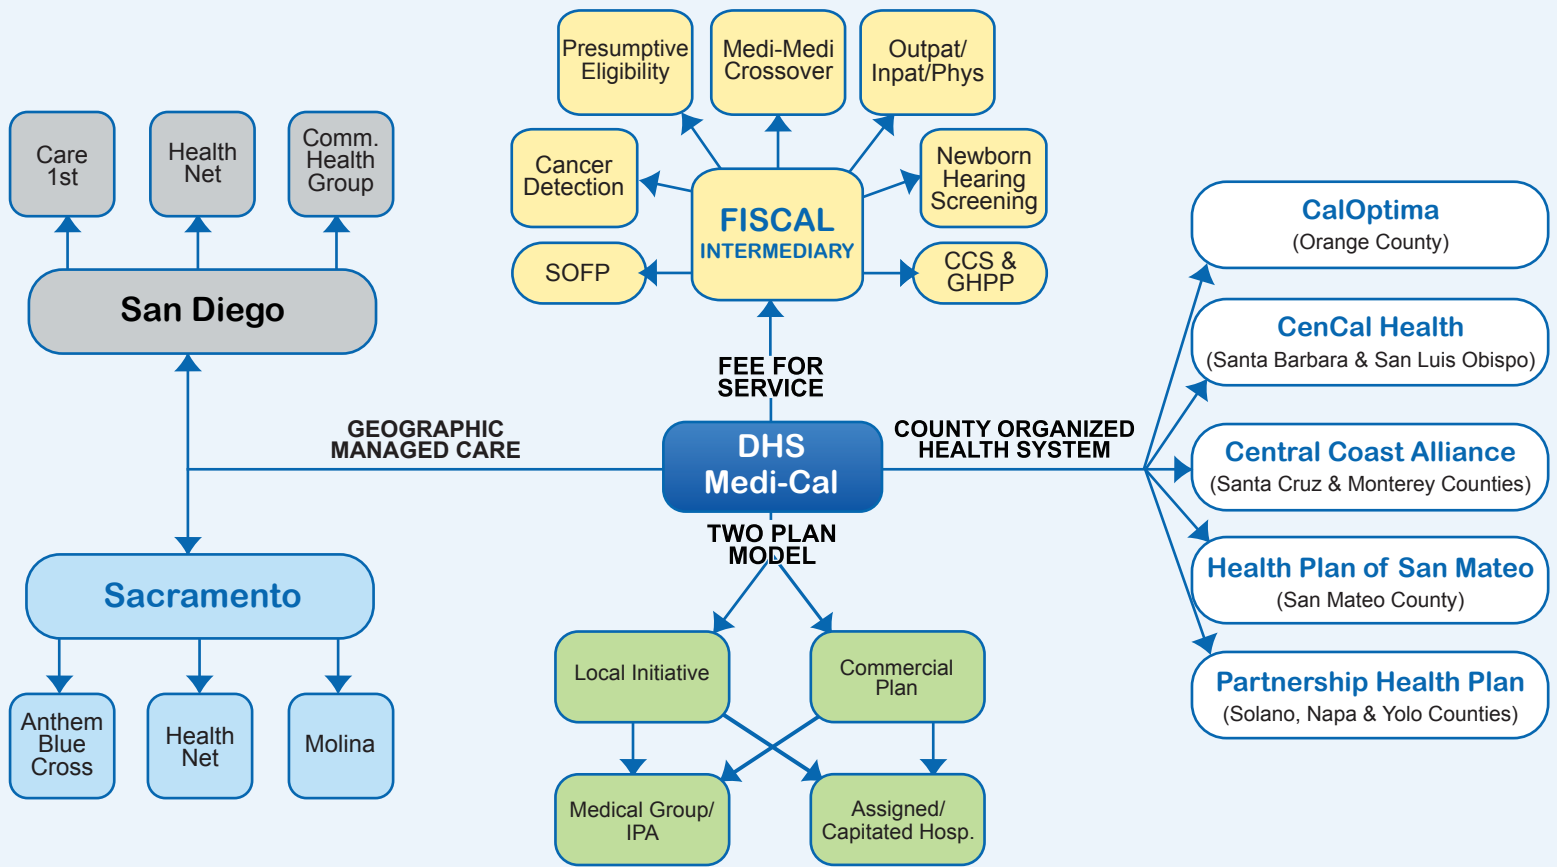 Presumptive
Eligibility
Medi-Medi
Crossover
Outpat/
Inpat/Phys
Care
1st
Health
Net
Comm.
Health
Group
Cancer
Detection
Newborn
Hearing
Screening
FISCAL
INTERMEDIARY
SOFP
CCS &
GHPP
San Diego
FEE FOR
SERVICE
GEOGRAPHIC
MANAGED CARE
DHS
Medi-Cal
COUNTY ORGANIZED
HEALTH SYSTEM
CalOptima
(Orange County)
CenCal Health
(Santa Barbara & San Luis Obispo)
Central Coast Alliance
(Santa Cruz & Monterey Counties)
Health Plan of San Mateo
(San Mateo County)
Partnership Health Plan
(Solano, Napa & Yolo Counties)
TWO PLAN
MODEL
Sacramento
Anthem
Blue
Cross
Health
Net
Molina
Local Initiative
Commercial
Plan
Medical Group/
IPA
Assigned/
Capitated Hosp.